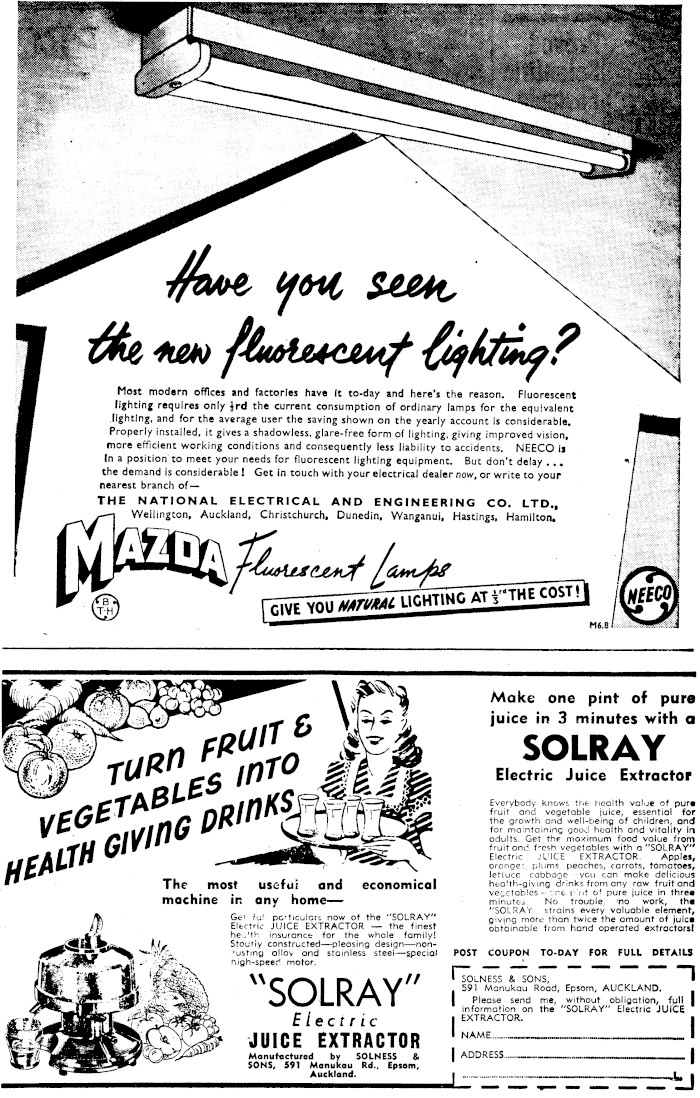 Have you seen
the new fluorescent lighting?
Most modern offices and factories have it to-day and here's the reason. Fluorescent
lighting requires only ⅓rd the current consumption of ordinary lamps for the equivalent
lighting, and for the average user the saving shown on the yearly account is considerable.
Properly installed, it gives a shadowless, glare-free form of lighting, giving improved vision,
more efficient working conditions and consequently less liability to accidents. NEECO is
in a position to meet your needs for fluorescent lighting equipment. But don't delay . . .
the demand is considerable! Get in touch with your electrical dealer now, or write to your
nearest branch of—
THE NATIONAL ELECTRICAL AND ENGINEERING CO. LTD.,
Wellington, Auckland, Christchurch, Dunedin, Wanganui, Hastings, Hamilton.
MAZDA Fluorescent Lamps
B
T·H
GIVE YOU NATURAL LIGHTING AT ⅓rd THE COST!
NEECO
M6.8
TURN FRUIT &
VEGETABLES INTO
HEALTH GIVING DRINKS
The most useful and economical
machine in any home—
Get full particulars now of the "SOLRAY"
Electric JUICE EXTRACTOR — the finest
health insurance for the whole family!
Stoutly constructed—pleasing design—non-
rusting alloy and stainless steel—special
high-speed motor.
"SOLRAY"
Electric
JUICE EXTRACTOR
Manufactured by SOLNESS &
SONS, 591 Manukau Rd., Epsom,
Auckland.
Make one pint of pure
juice in 3 minutes with a
SOLRAY
Electric Juice Extractor
Everybody knows the health value of pure
fruit and vegetable juice, essential for
the growth and well-being of children, and
for maintaining good health and vitality in
adults. Get the maximum food value from
fruit and fresh vegetables with a "SOLRAY"
Electric JUICE EXTRACTOR. Apples,
oranges, plums, peaches, carrots, tomatoes,
lettuce cabbage you can make delicious
health-giving drinks from any raw fruit and
vegetables—one pint of pure juice in three
minutes. No trouble, no work, the
"SOLRAY" strains every valuable element,
giving more than twice the amount of juice
obtainable from hand operated extractors!
POST COUPON TO-DAY FOR FULL DETAILS
SOLNESS & SONS,
591 Manukau Road, Epsom, AUCKLAND.
Please send me, without obligation, full
information on the "SOLRAY" Electric JUICE
EXTRACTOR.
NAME
ADDRESS